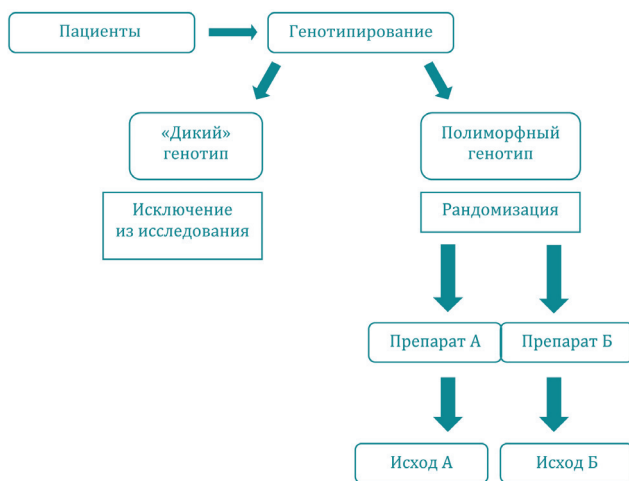 Пациенты
Генотипирование
«Дикий»
генотип
Полиморфный
генотип
Исключение
из исследования
Рандомизация
Препарат А
Препарат Б
Исход А
Исход Б